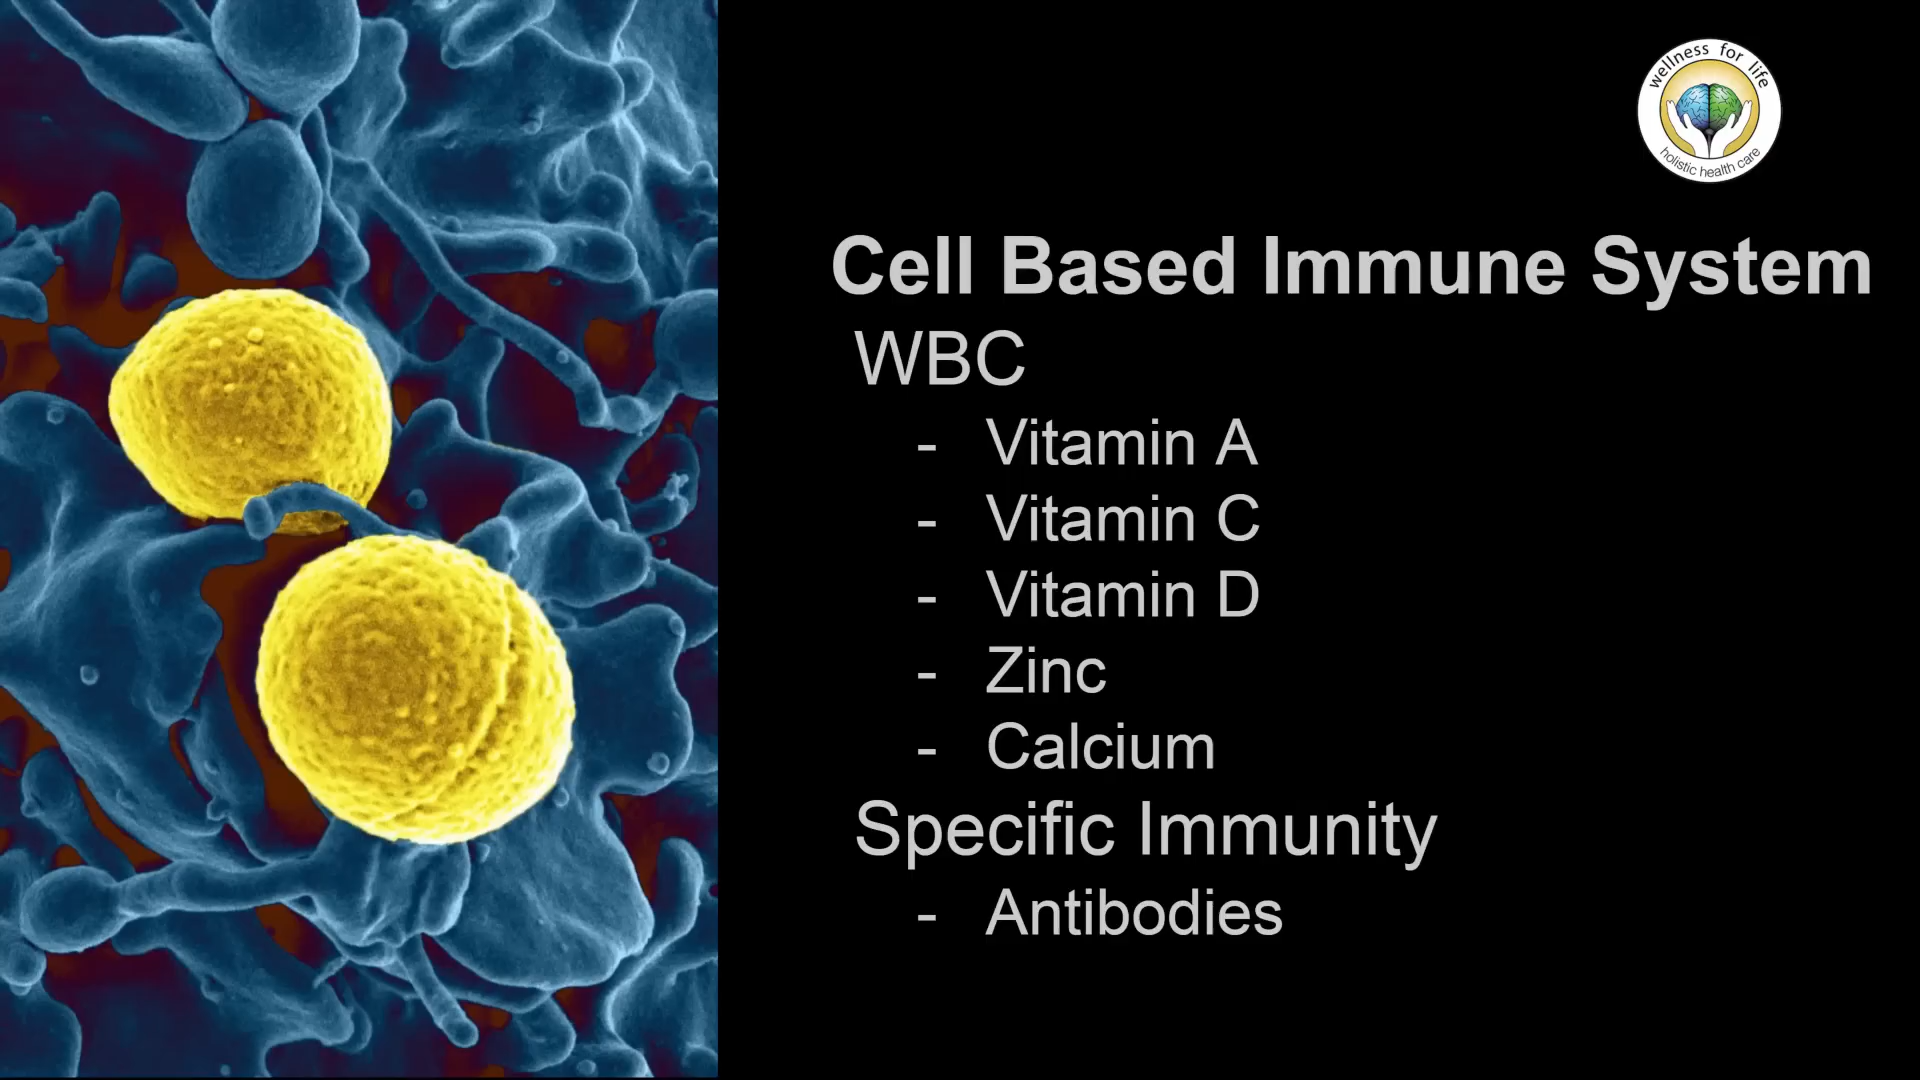 wellness for life
holistic health care
Cell Based Immune System
WBC
- Vitamin A
- Vitamin C
- Vitamin D
- Zinc
- Calcium
Specific Immunity
- Antibodies